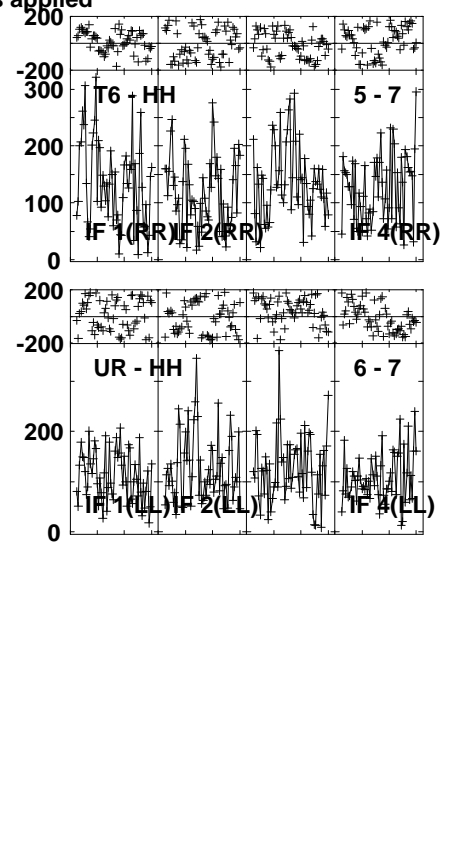 s applied
200
-200
300
T6 - HH
5 - 7
200
100
IF 1(RR) IF 2(RR) IF 4(RR)
0
200
-200
UR - HH
6 - 7
200
IF 1(LL) IF 2(LL) IF 4(LL)
0